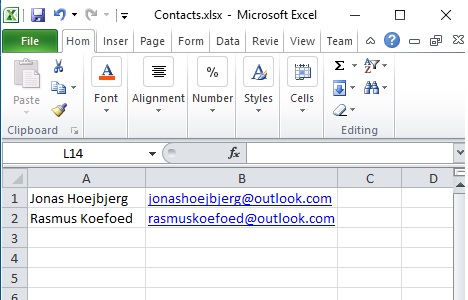 Contacts.xlsx - Microsoft Excel
File Hom Inser Page Form Data Revie View Team
Paste Font Alignment Number Styles Cells Σ
Clipboard Editing
L14 fx
A B C D
1 Jonas Hoejbjerg jonashoejbjerg@outlook.com
2 Rasmus Koefoed rasmuskoefoed@outlook.com
3
4
5
6